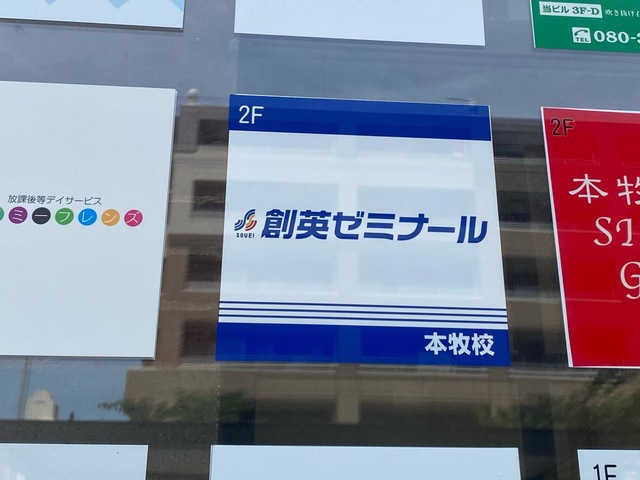 当ビル 3F-D
TEL 080-
放課後等デイサービス
ミーフレンズ
2F
SOUEI
創英ゼミナール
本牧校
2F
本牧
1F